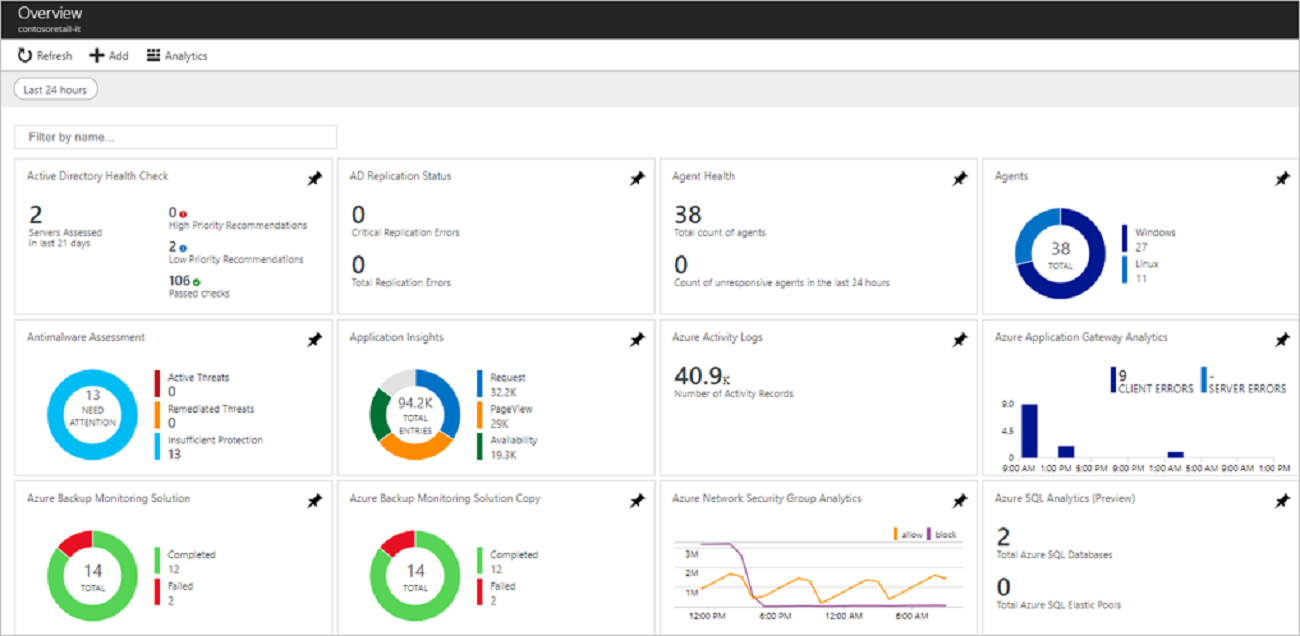 Overview
contosoretail-it
Refresh
Add
Analytics
Last 24 hours
Filter by name...
Active Directory Health Check
2
Servers Assessed
in last 21 days
0
High Priority Recommendations
2
Low Priority Recommendations
106
Passed checks
AD Replication Status
0
Critical Replication Errors
0
Total Replication Errors
Agent Health
38
Total count of agents
0
Count of unresponsive agents in the last 24 hours
Agents
38
TOTAL
Windows
27
Linux
11
Antimalware Assessment
13
NEED
ATTENTION
Active Threats
0
Remediated Threats
0
Insufficient Protection
13
Application Insights
94.2K
TOTAL
ENTRIES
Request
32.2K
PageView
29K
Availability
19.3K
Azure Activity Logs
40.9K
Number of Activity Records
Azure Application Gateway Analytics
9
CLIENT ERRORS
-
SERVER ERRORS
9.0
4.5
0
9:00 AM 1:00 PM 5:00 PM 9:00 PM 1:00 AM 5:00 AM 9:00 AM 1:00 PM
Azure Backup Monitoring Solution
14
TOTAL
Completed
12
Failed
2
Azure Backup Monitoring Solution Copy
14
TOTAL
Completed
12
Failed
2
Azure Network Security Group Analytics
allow block
3M
2M
1M
12:00 PM 6:00 PM 12:00 AM 6:00 AM
Azure SQL Analytics (Preview)
2
Total Azure SQL Databases
0
Total Azure SQL Elastic Pools